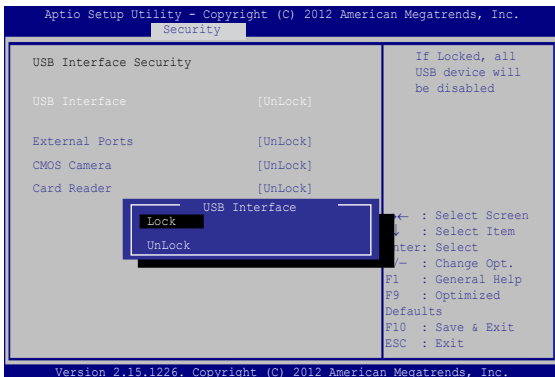 Aptio Setup Utility - Copyright (C) 2012 American Megatrends, Inc.
Security
USB Interface Security
USB Interface [UnLock]
External Ports [UnLock]
CMOS Camera [UnLock]
Card Reader [UnLock]
USB Interface
Lock
UnLock
If Locked, all
USB device will
be disabled
→← : Select Screen
↓ : Select Item
nter: Select
/— : Change Opt.
F1 : General Help
F9 : Optimized
Defaults
F10 : Save & Exit
ESC : Exit
Version 2.15.1226. Copyright (C) 2012 American Megatrends, Inc.